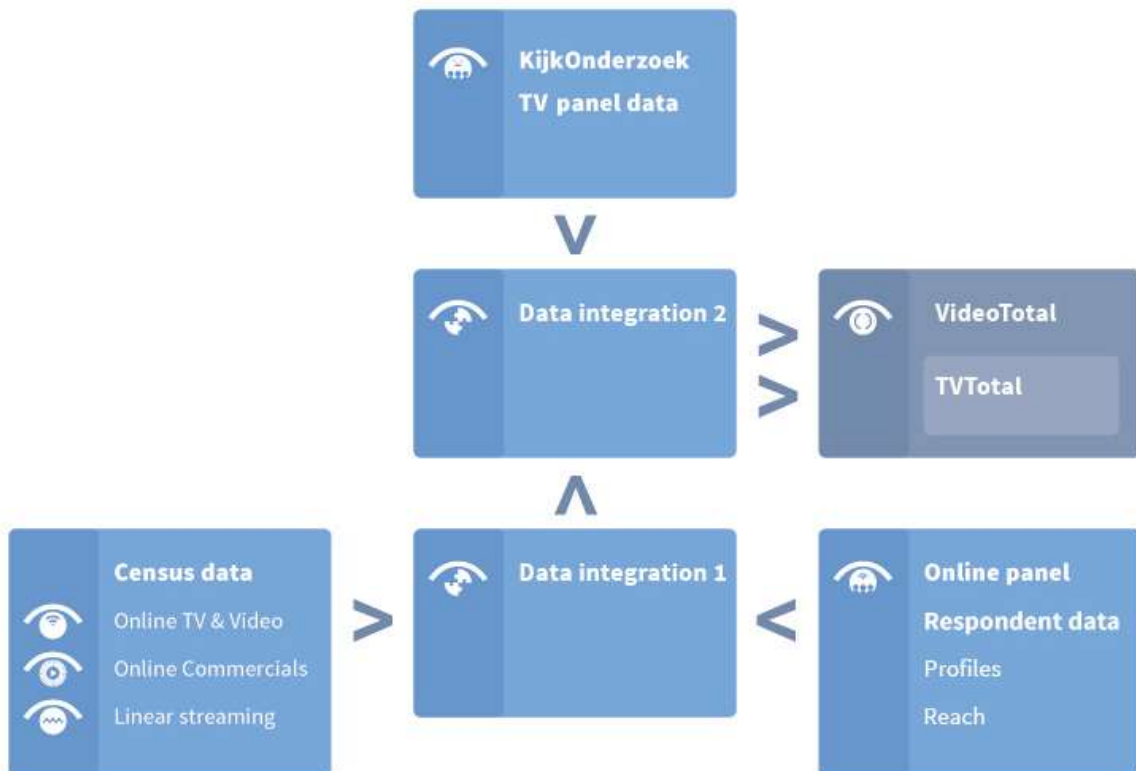 KijkOnderzoek
TV panel data
Data integration 2
VideoTotal
TVTotal
Census data
Online TV & Video
Online Commercials
Linear streaming
Data integration 1
Online panel
Respondent data
Profiles
Reach